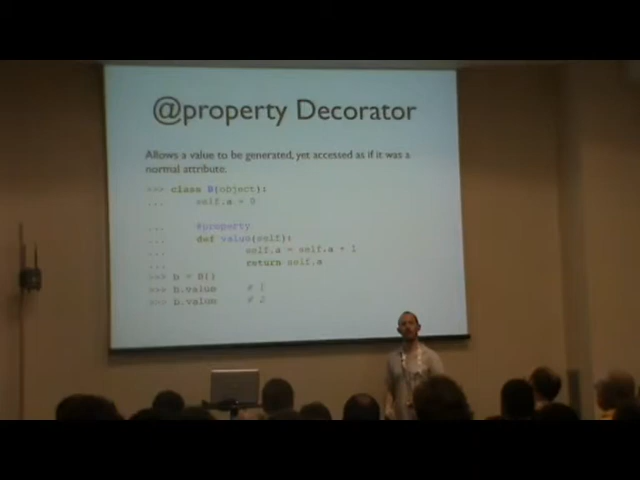 @property Decorator
Allows a value to be generated, yet accessed as if it was a
normal attribute.
>>> class B(object):
... self.a = 0
... @property
... def value(self):
... self.a = self.a + 1
... return self.a
>>> b = B()
>>> b.value # 1
>>> b.value # 2